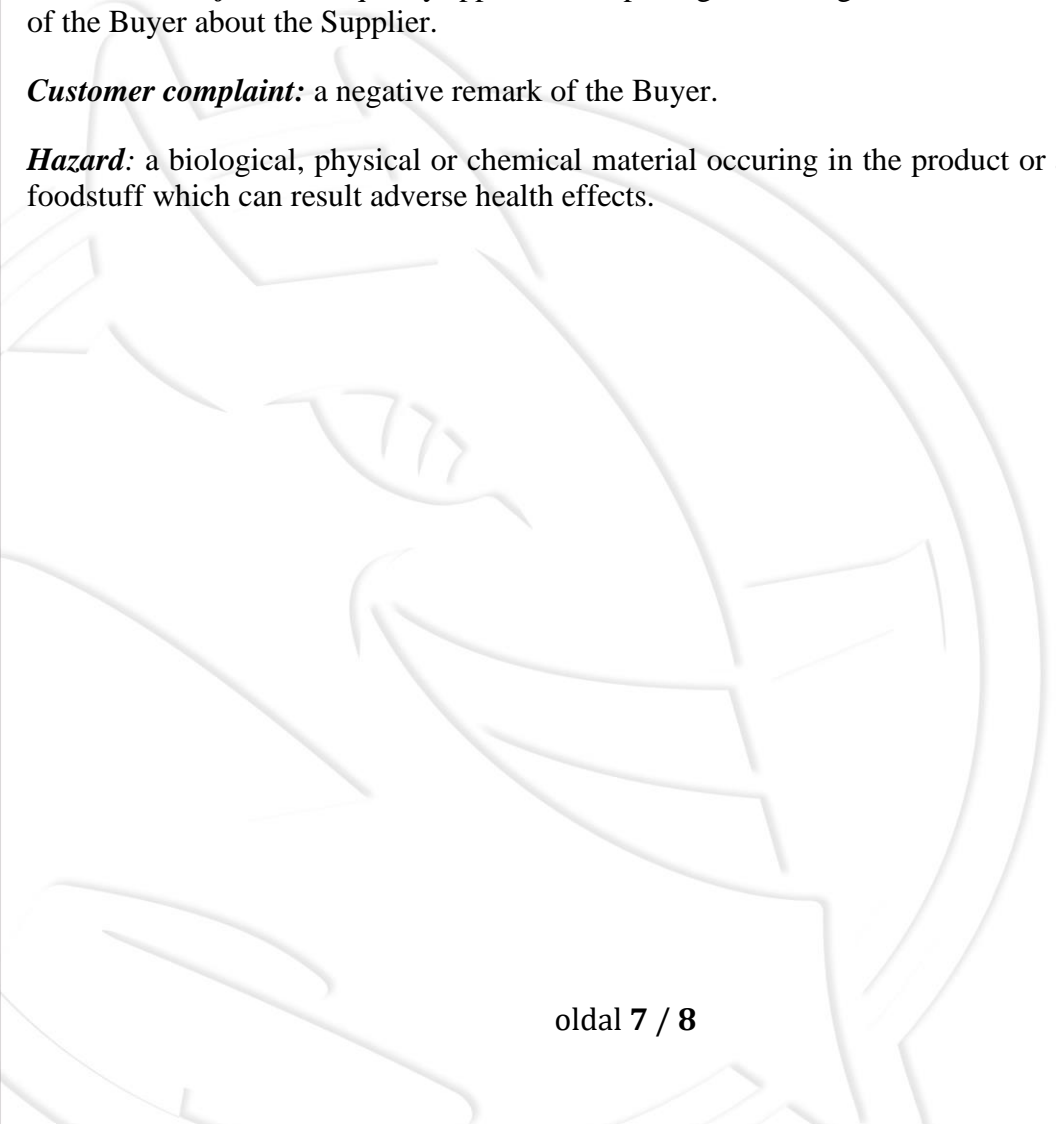 of the Buyer about the Supplier.
Customer complaint: a negative remark of the Buyer.
Hazard: a biological, physical or chemical material occuring in the product or
foodstuff which can result adverse health effects.
oldal 7 / 8